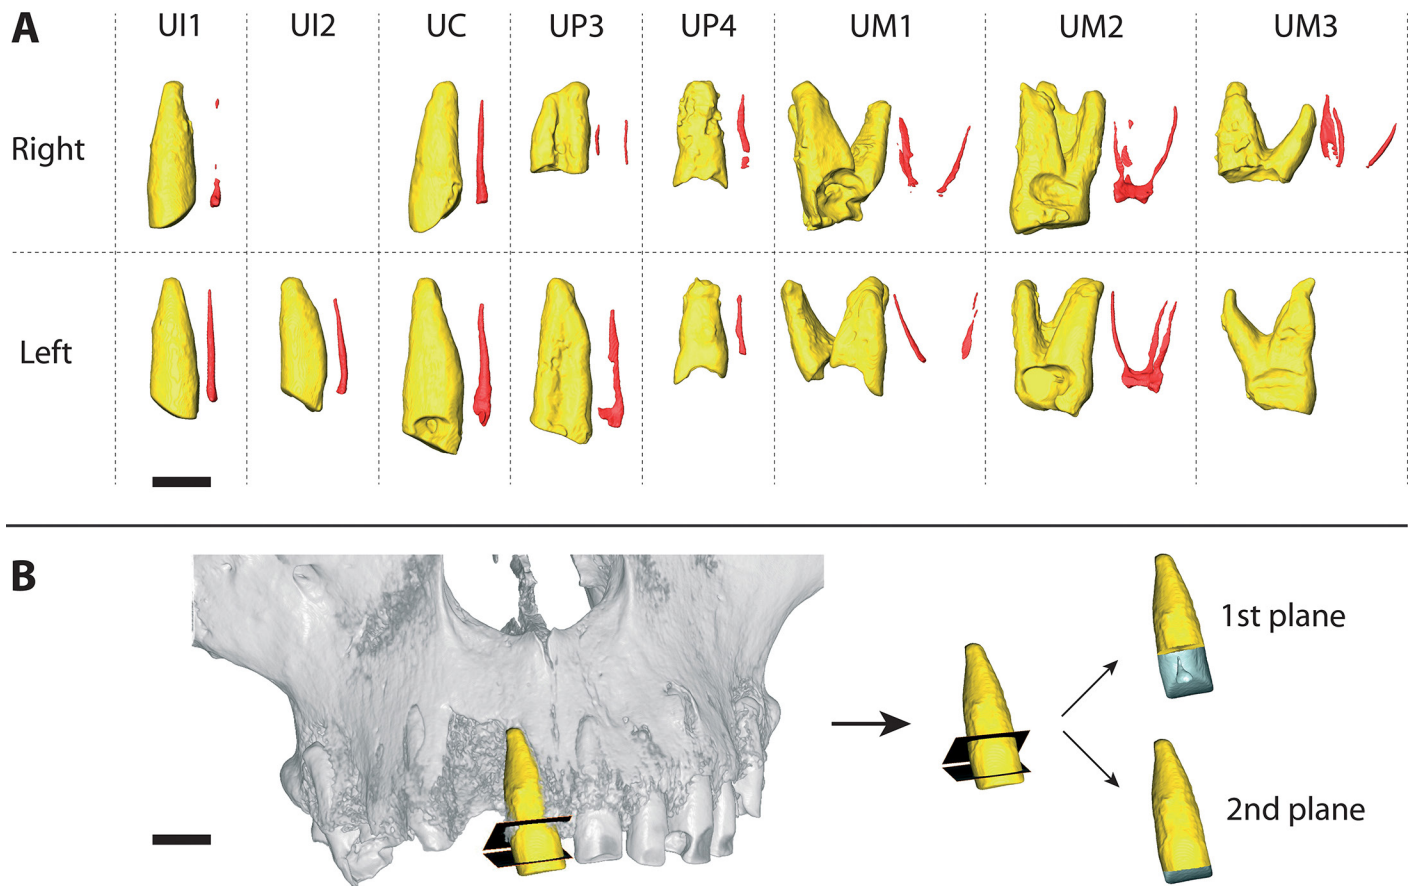 A
UI1 UI2 UC UP3 UP4 UM1 UM2 UM3
Right
Left
B
1st plane
2nd plane